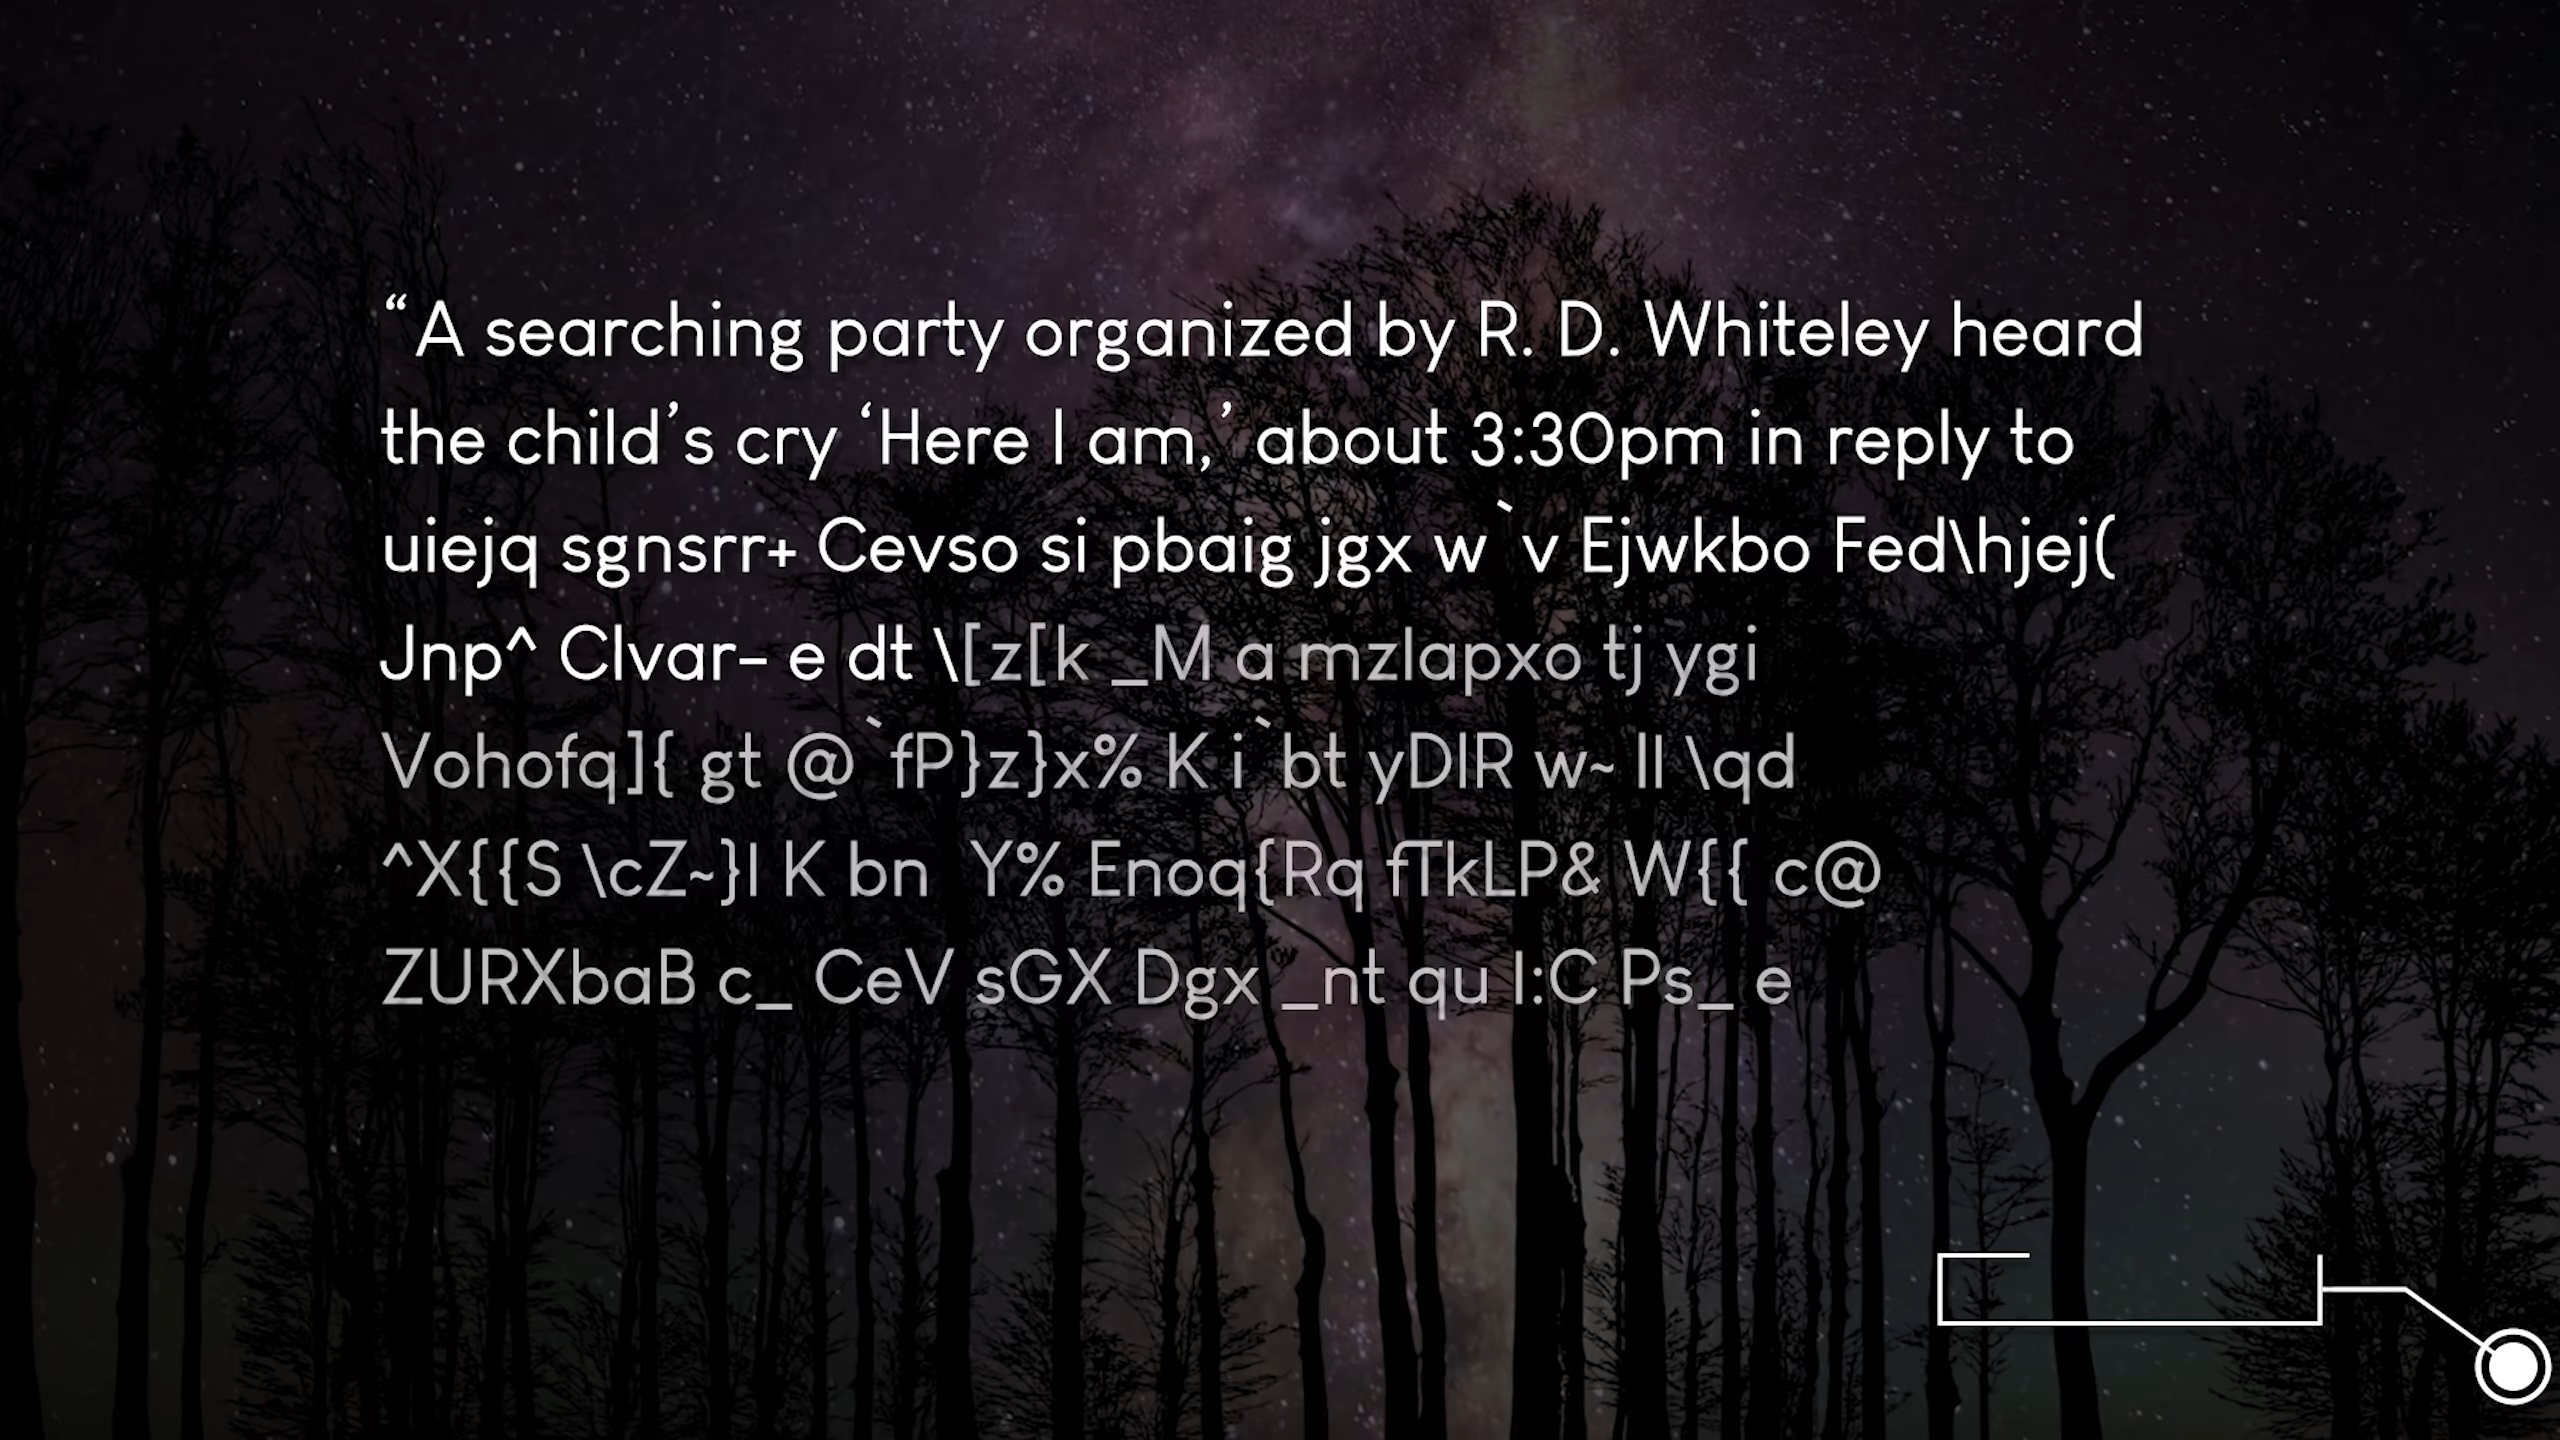 “A searching party organized by R. D. Whiteley heard
the child’s cry ‘Here I am,’ about 3:30pm in reply to
uiejq sgnsrr+ Cevso si pbaig jgx w`v Ejwkbo Fed\hjej(
Jnp^ Clvar- e dt \[z[k _M a mzlapxo tj ygi
Vohofq]{ gt @`fP}z}x% K i`bt yDIR w~ lI \qd
^X{{S \cZ~}l K bn  Y% Enoq{Rq fTkLP& W{{ c@
ZURXbaB c_ CeV sGX Dgx _nt qu I:C Ps_ e